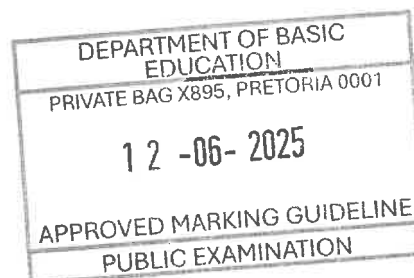 DEPARTMENT OF BASIC
EDUCATION
PRIVATE BAG X895, PRETORIA 0001
12 -06- 2025
APPROVED MARKING GUIDELINE
PUBLIC EXAMINATION